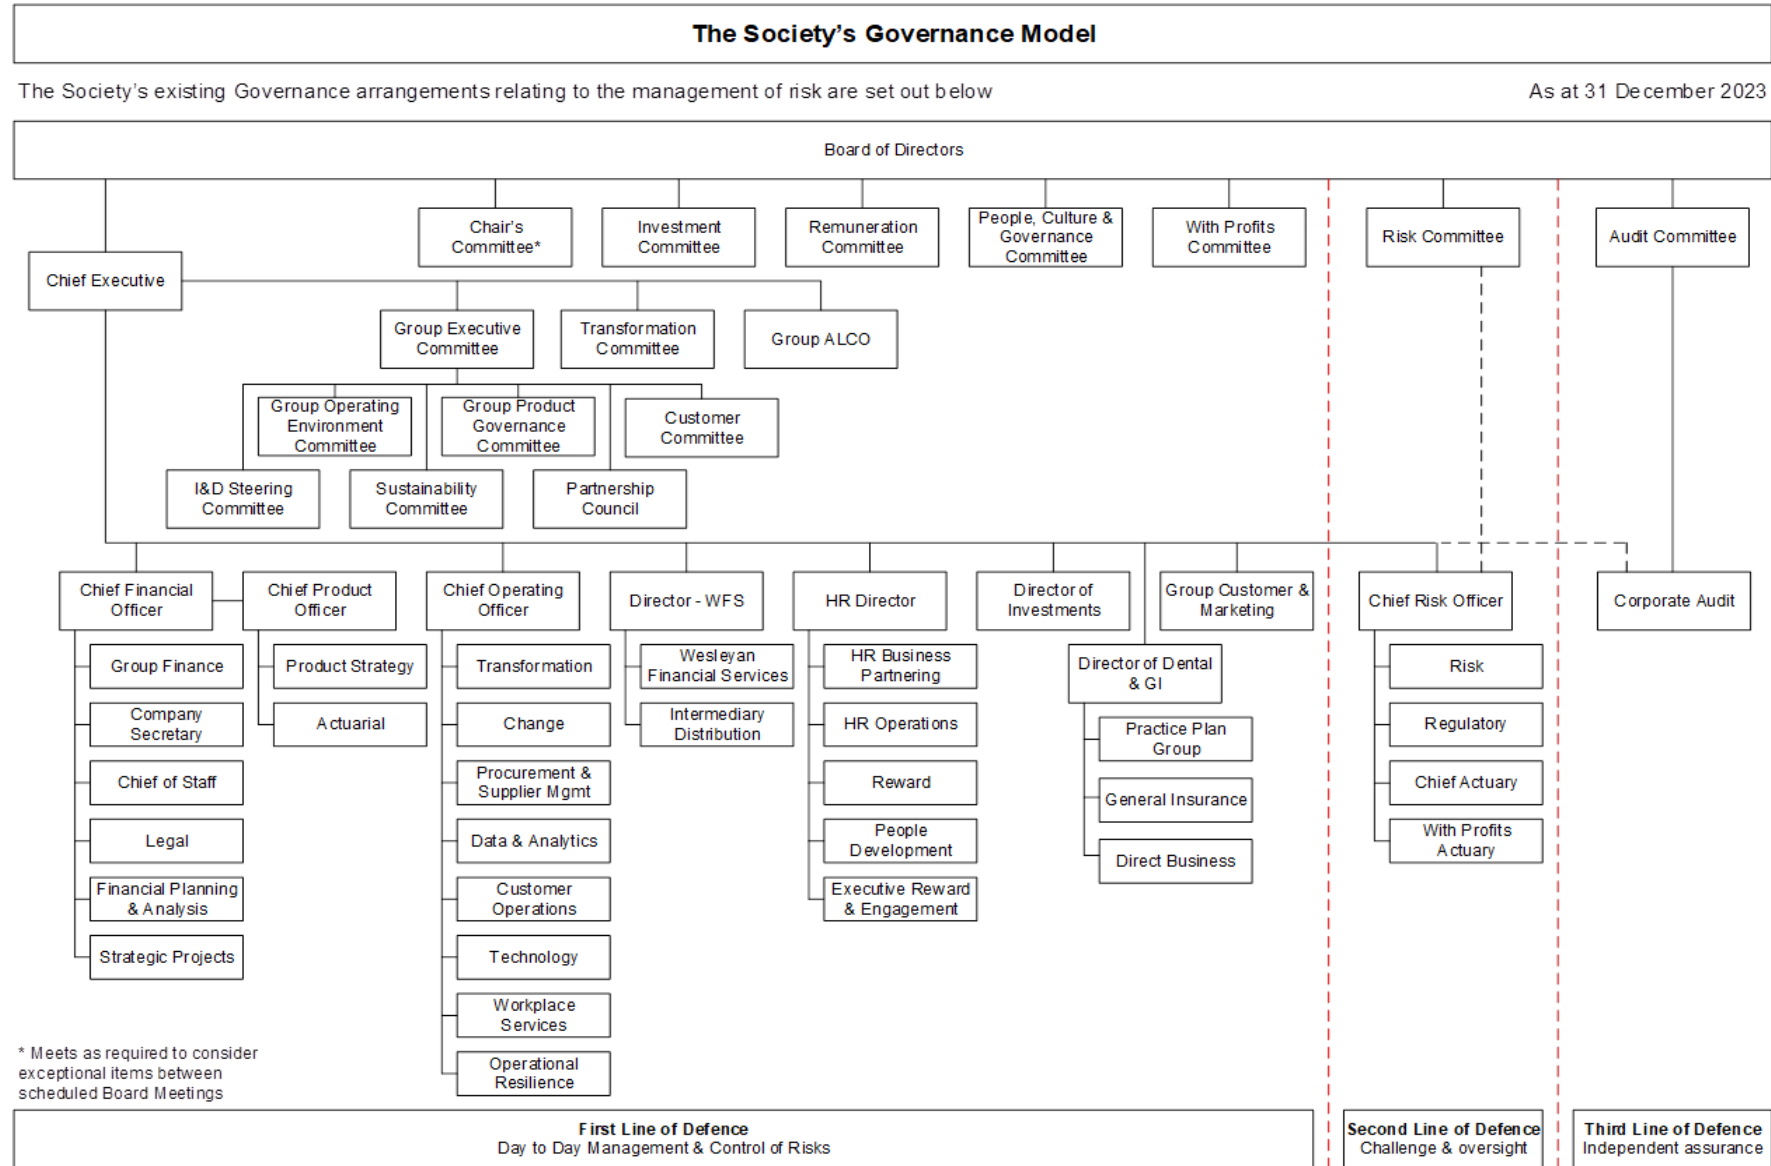 The Society's Governance Model
The Society's existing Governance arrangements relating to the management of risk are set out below
As at 31 December 2023
Board of Directors
Chair's
Committee*
Investment
Committee
Remuneration
Committee
People, Culture &
Governance
Committee
With Profits
Committee
Risk Committee
Audit Committee
Chief Executive
Group Executive
Committee
Transformation
Committee
Group ALCO
Group Operating
Environment
Committee
Group Product
Governance
Committee
Customer
Committee
I&D Steering
Committee
Sustainability
Committee
Partnership
Council
Chief Financial
Officer
Chief Product
Officer
Chief Operating
Officer
Director - WFS
HR Director
Director of
Investments
Group Customer &
Marketing
Chief Risk Officer
Corporate Audit
Group Finance
Company
Secretary
Chief of Staff
Legal
Financial Planning
& Analysis
Strategic Projects
Product Strategy
Actuarial
Transformation
Change
Procurement &
Supplier Mgmt
Data & Analytics
Customer
Operations
Technology
Workplace
Services
Operational
Resilience
Wesleyan
Financial Services
Intermediary
Distribution
HR Business
Partnering
HR Operations
Reward
People
Development
Executive Reward
& Engagement
Director of Dental
& GI
Practice Plan
Group
General Insurance
Direct Business
Risk
Regulatory
Chief Actuary
With Profits
Actuary
* Meets as required to consider
exceptional items between
scheduled Board Meetings
First Line of Defence
Day to Day Management & Control of Risks
Second Line of Defence
Challenge & oversight
Third Line of Defence
Independent assurance